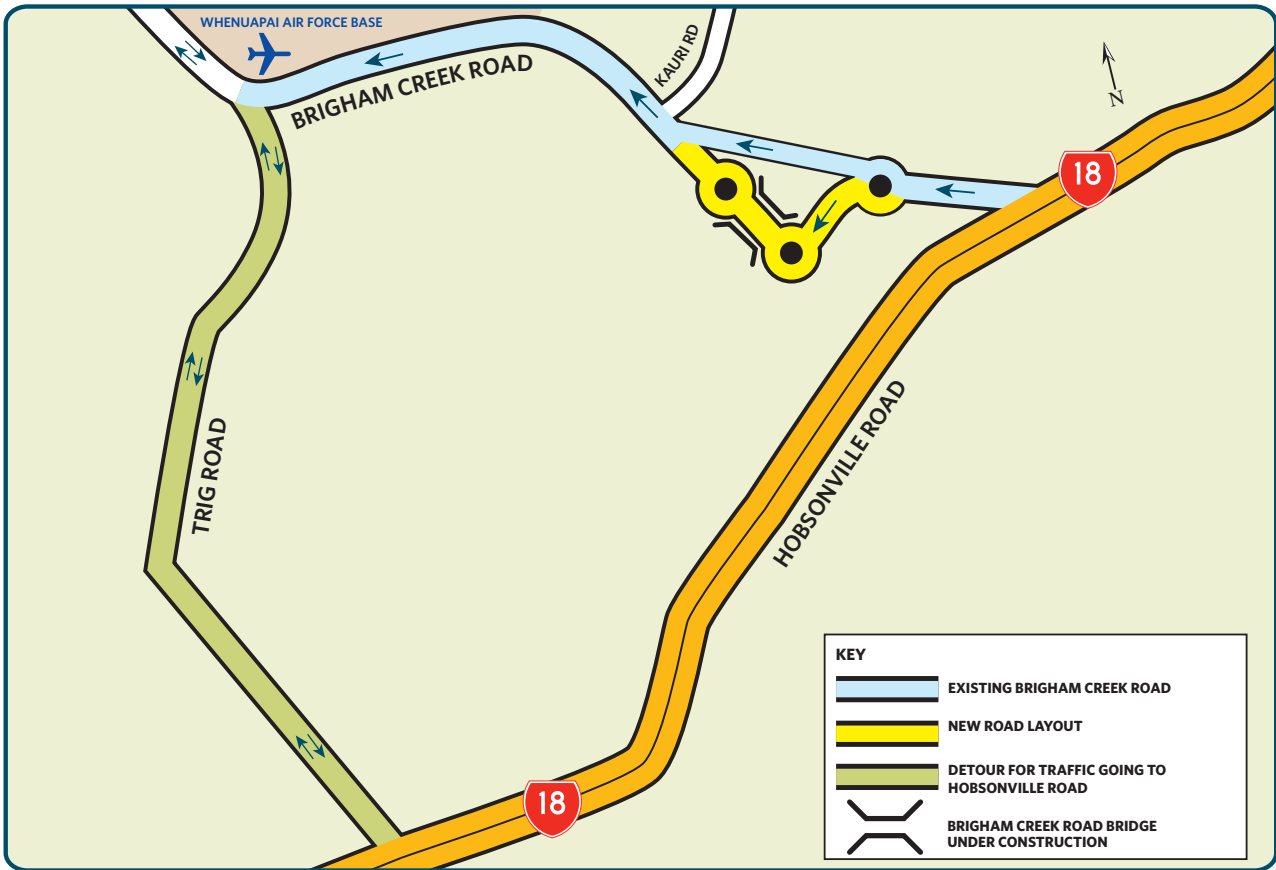 WHENUAPAI AIR FORCE BASE
BRIGHAM CREEK ROAD
KAURI RD
N
18
TRIG ROAD
HOBSONVILLE ROAD
18
KEY
EXISTING BRIGHAM CREEK ROAD
NEW ROAD LAYOUT
DETOUR FOR TRAFFIC GOING TO
HOBSONVILLE ROAD
BRIGHAM CREEK ROAD BRIDGE
UNDER CONSTRUCTION